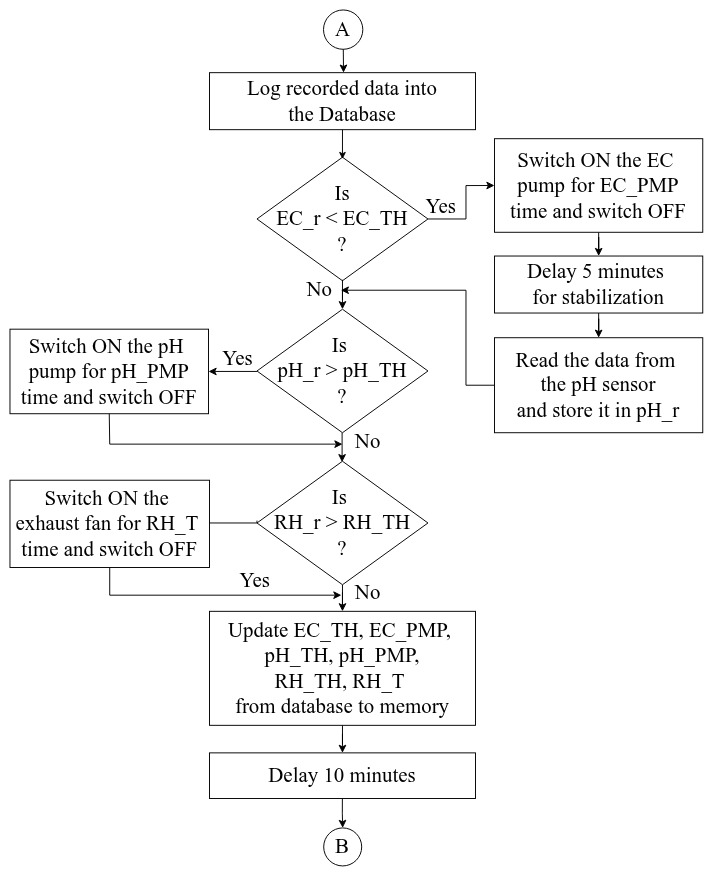 A
Log recorded data into
the Database
Is
EC_r < EC_TH
?
Yes
Switch ON the EC
pump for EC_PMP
time and switch OFF
Delay 5 minutes
for stabilization
Read the data from
the pH sensor
and store it in pH_r
No
Is
pH_r > pH_TH
?
Yes
Switch ON the pH
pump for pH_PMP
time and switch OFF
No
Is
RH_r > RH_TH
?
Switch ON the
exhaust fan for RH_T
time and switch OFF
Yes
No
Update EC_TH, EC_PMP,
pH_TH, pH_PMP,
RH_TH, RH_T
from database to memory
Delay 10 minutes
B